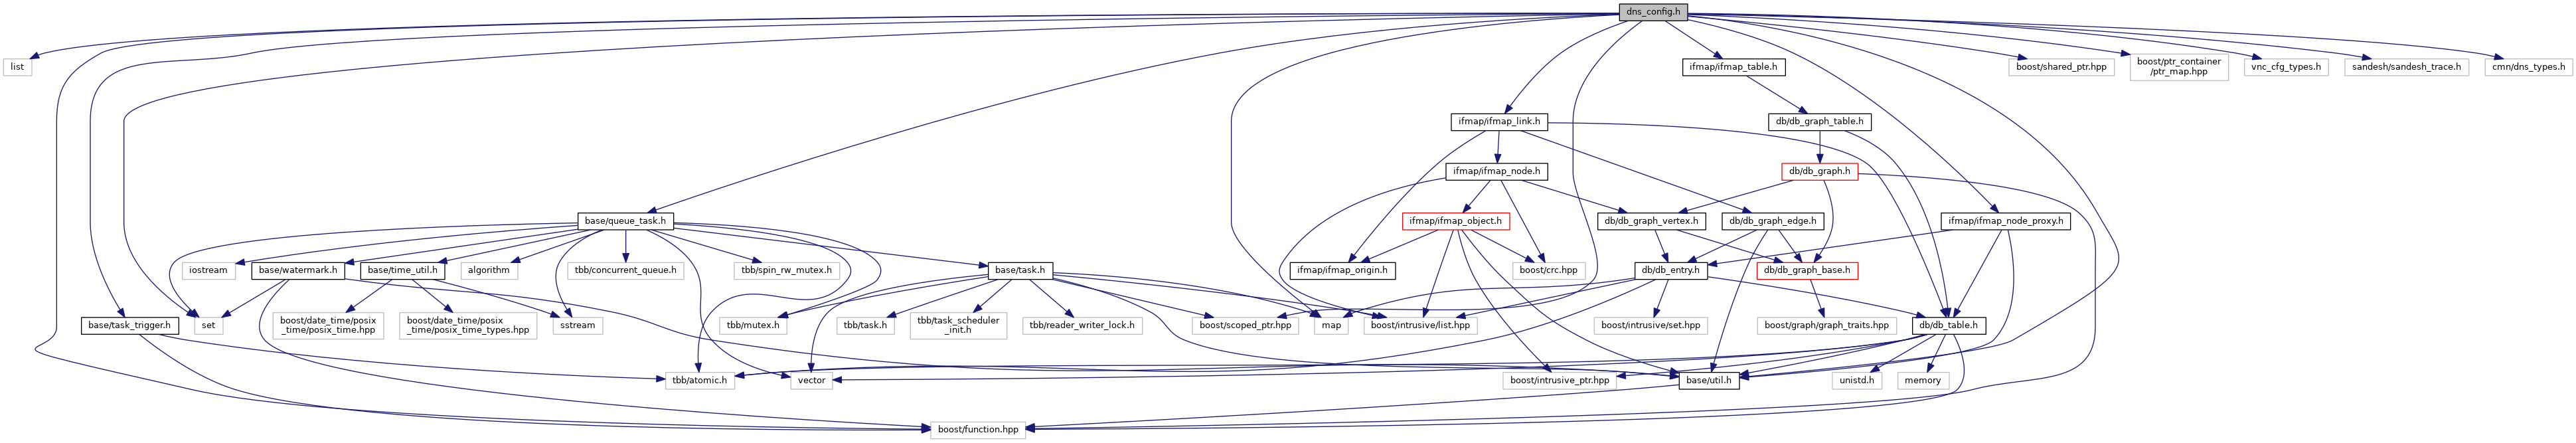 dns_config.h
list
ifmap/ifmap_table.h
boost/shared_ptr.hpp
boost/ptr_container
/ptr_map.hpp
vnc_cfg_types.h
sandesh/sandesh_trace.h
cmn/dns_types.h
ifmap/ifmap_link.h
db/db_graph_table.h
ifmap/ifmap_node.h
db/db_graph.h
base/queue_task.h
ifmap/ifmap_object.h
db/db_graph_vertex.h
db/db_graph_edge.h
ifmap/ifmap_node_proxy.h
iostream
base/watermark.h
base/time_util.h
algorithm
tbb/concurrent_queue.h
tbb/spin_rw_mutex.h
base/task.h
ifmap/ifmap_origin.h
boost/crc.hpp
db/db_entry.h
db/db_graph_base.h
base/task_trigger.h
set
boost/date_time/posix
_time/posix_time.hpp
boost/date_time/posix
_time/posix_time_types.hpp
sstream
tbb/mutex.h
tbb/task.h
tbb/task_scheduler
_init.h
tbb/reader_writer_lock.h
boost/scoped_ptr.hpp
map
boost/intrusive/list.hpp
boost/intrusive/set.hpp
boost/graph/graph_traits.hpp
db/db_table.h
tbb/atomic.h
vector
boost/intrusive_ptr.hpp
base/util.h
unistd.h
memory
boost/function.hpp